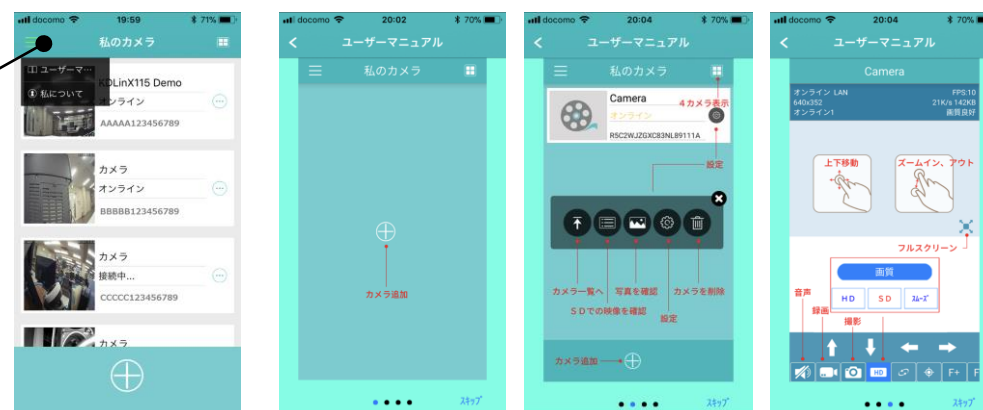 docomo 19:59 71%
私のカメラ
ユーザーマ…
私について
KDLinX115 Demo
オンライン
AAAAA123456789
カメラ
オンライン
BBBBB123456789
カメラ
接続中...
CCCCC123456789
カメラ
docomo 20:02 70%
ユーザーマニュアル
私のカメラ
カメラ追加
スキップ
docomo 20:04 70%
ユーザーマニュアル
私のカメラ
Camera
4カメラ表示
オンライン
R5C2WJZGXC83NL89111A
設定
カメラ一覧へ 写真を確認 カメラを削除
SDでの映像を確認 設定
カメラ追加
スキップ
docomo 20:04 70%
ユーザーマニュアル
Camera
オンライン LAN FPS:10
640x352 21K/s 142KB
オンライン1 画質良好
上下移動 ズームイン、アウト
フルスクリーン
画質
音声 HD SD スムーズ
録画
撮影
HD F+ F
スキップ